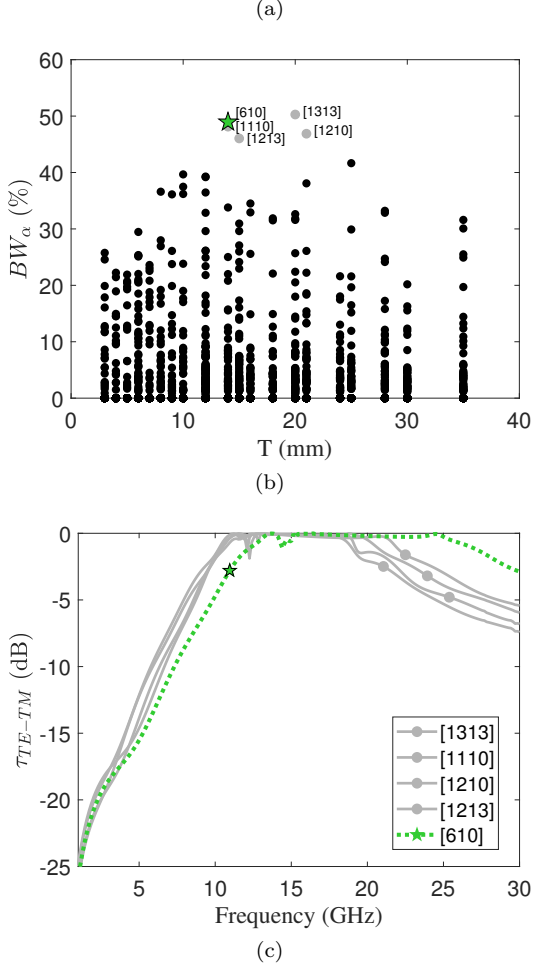 (a)
60
50
40
30
20
10
0
BWα (%)
[610]
[1110]
[1213]
[1313]
[1210]
0 10 20 30 40
T (mm)
(b)
0
-5
-10
-15
-20
-25
τTE−TM (dB)
[1313]
[1110]
[1210]
[1213]
[610]
5 10 15 20 25 30
Frequency (GHz)
(c)